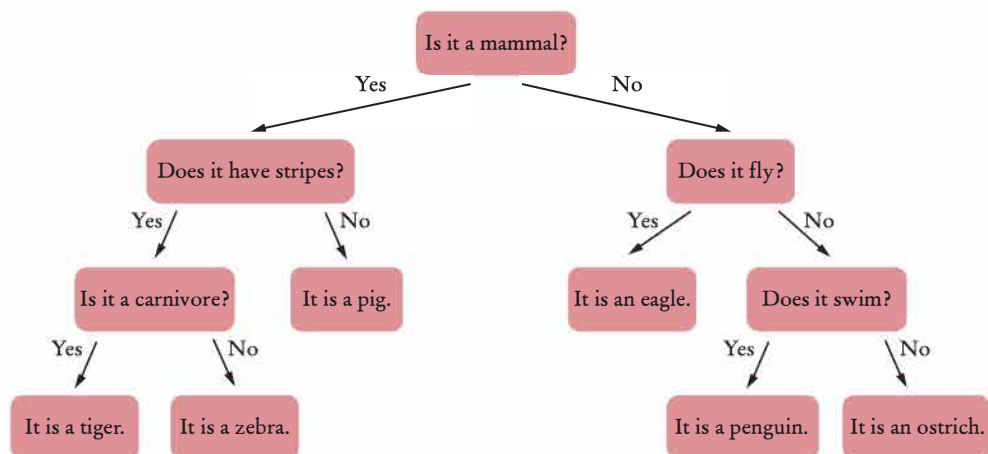 Is it a mammal?
Yes
No
Does it have stripes?
Does it fly?
Yes
No
Yes
No
Is it a carnivore?
It is a pig.
It is an eagle.
Does it swim?
Yes
No
Yes
No
It is a tiger.
It is a zebra.
It is a penguin.
It is an ostrich.